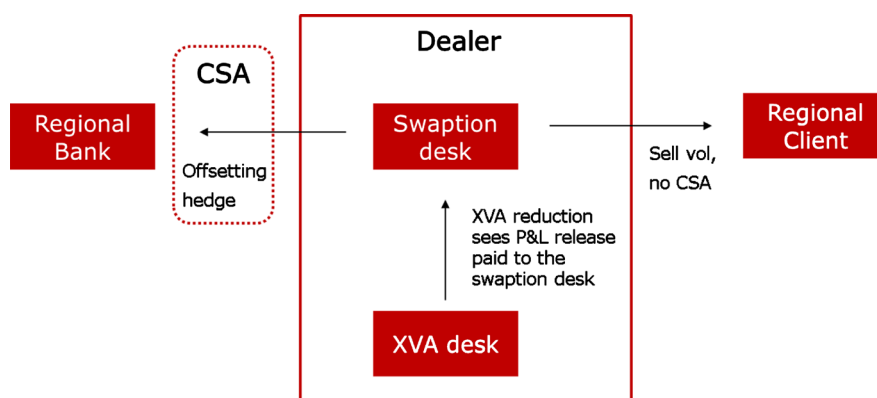 Dealer
CSA
Regional
Bank
Offsetting
hedge
Swaption
desk
Regional
Client
Sell vol,
no CSA
XVA reduction
sees P&L release
paid to the
swaption desk
XVA desk